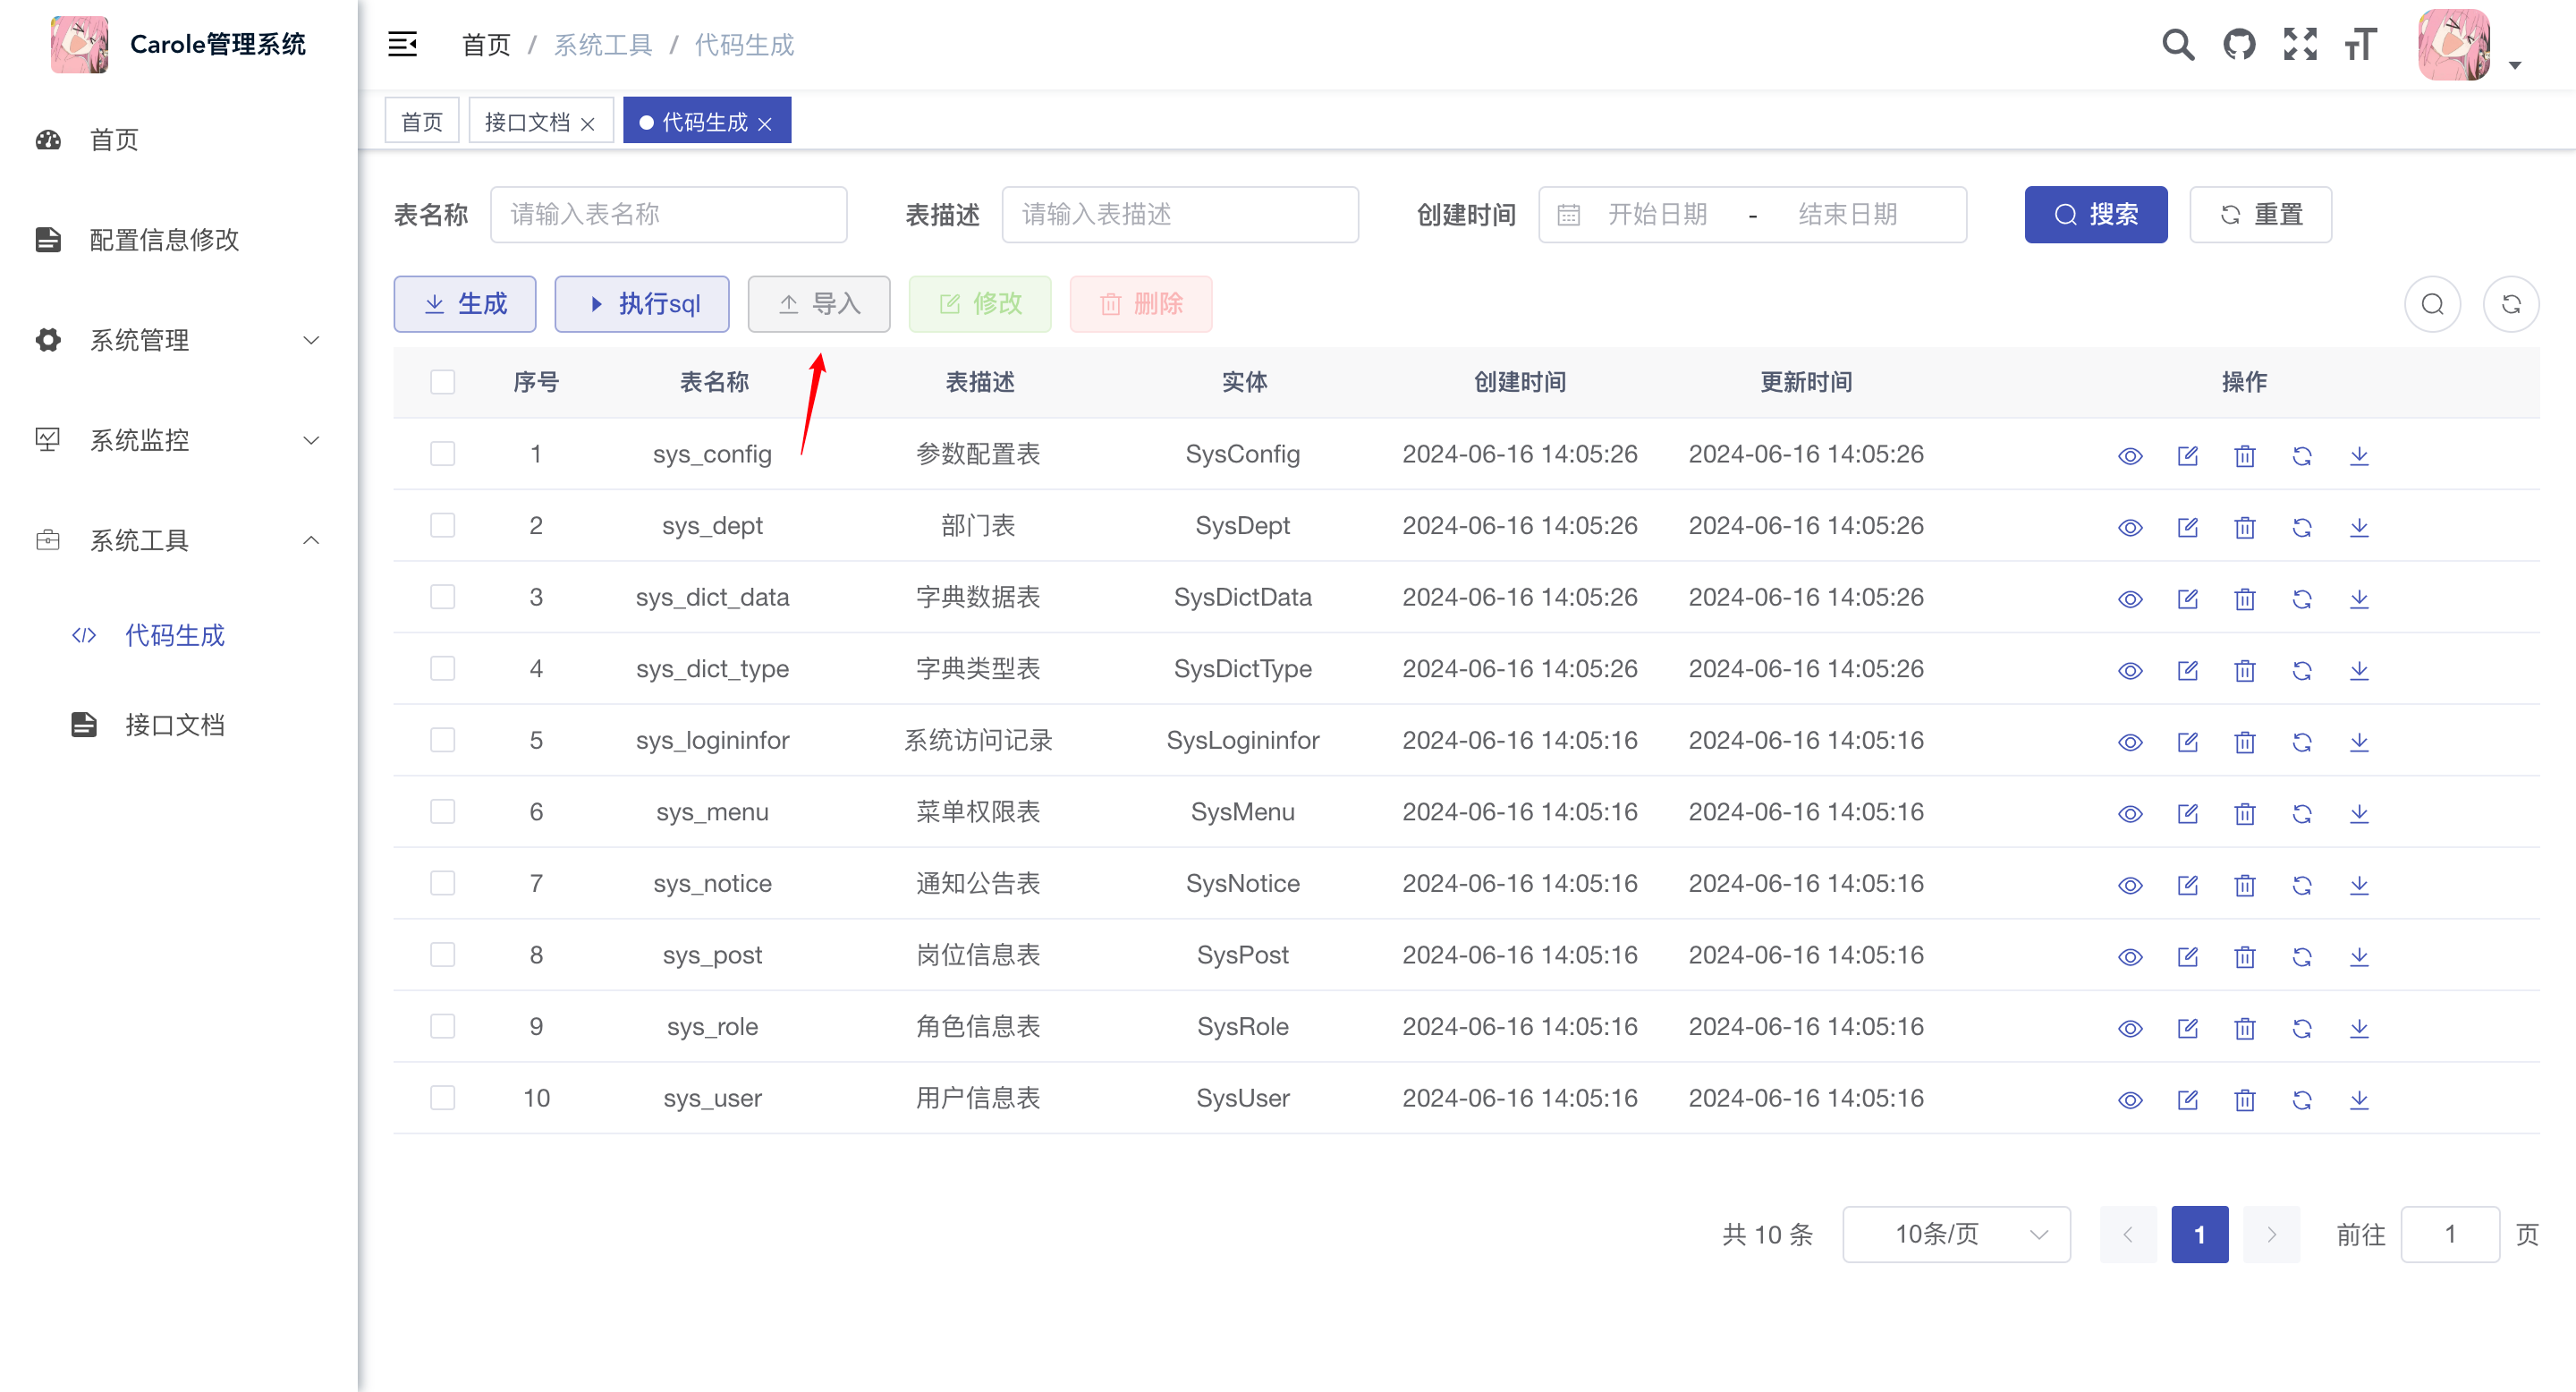 Carole管理系统
首页
配置信息修改
系统管理
系统监控
系统工具
代码生成
接口文档
首页 / 系统工具 / 代码生成
首页 接口文档 代码生成
表名称 请输入表名称 表描述 请输入表描述 创建时间 开始日期 - 结束日期 搜索 重置
生成 执行sql 导入 修改 删除
序号 表名称 表描述 实体 创建时间 更新时间 操作
1 sys_config 参数配置表 SysConfig 2024-06-16 14:05:26 2024-06-16 14:05:26
2 sys_dept 部门表 SysDept 2024-06-16 14:05:26 2024-06-16 14:05:26
3 sys_dict_data 字典数据表 SysDictData 2024-06-16 14:05:26 2024-06-16 14:05:26
4 sys_dict_type 字典类型表 SysDictType 2024-06-16 14:05:26 2024-06-16 14:05:26
5 sys_logininfor 系统访问记录 SysLogininfor 2024-06-16 14:05:16 2024-06-16 14:05:16
6 sys_menu 菜单权限表 SysMenu 2024-06-16 14:05:16 2024-06-16 14:05:16
7 sys_notice 通知公告表 SysNotice 2024-06-16 14:05:16 2024-06-16 14:05:16
8 sys_post 岗位信息表 SysPost 2024-06-16 14:05:16 2024-06-16 14:05:16
9 sys_role 角色信息表 SysRole 2024-06-16 14:05:16 2024-06-16 14:05:16
10 sys_user 用户信息表 SysUser 2024-06-16 14:05:16 2024-06-16 14:05:16
共 10 条 10条/页 1 前往 1 页